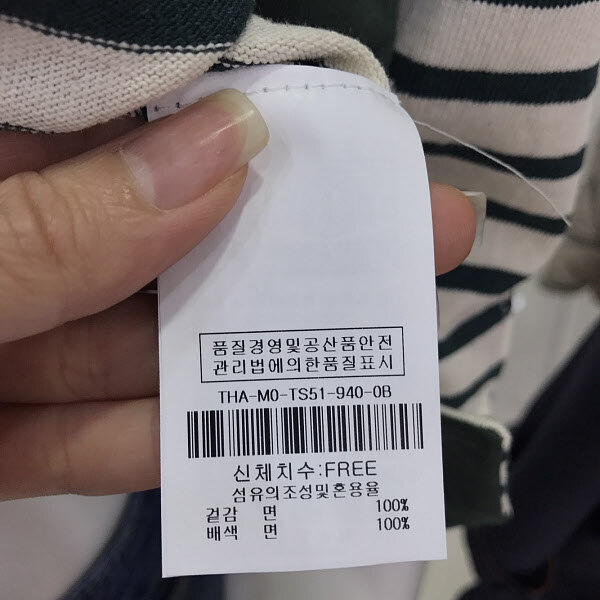 품질경영및공산품안전
관리법에의한품질표시
THA-M0-TS51-940-0B
신체치수:FREE
섬유의조성및혼용율
겉감 면 100%
배색 면 100%